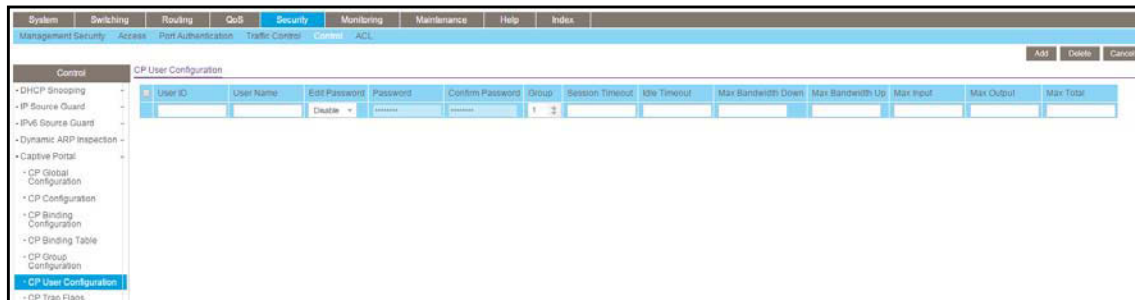 System Switching Routing QoS Security Monitoring Maintenance Help Index
Management Security Access Port Authentication Traffic Control Control ACL
Add Delete Cancel
Control
CP User Configuration
DHCP Snooping
IP Source Guard
IPv6 Source Guard
Dynamic ARP Inspection
Captive Portal
CP Global
Configuration
CP Configuration
CP Binding
Configuration
CP Binding Table
CP Group
Configuration
CP User Configuration
CP Trap Flags
User ID User Name Edit Password Password Confirm Password Group Session Timeout Idle Timeout Max Bandwidth Down Max Bandwidth Up Max Input Max Output Max Total
Disable ******** ******** 1